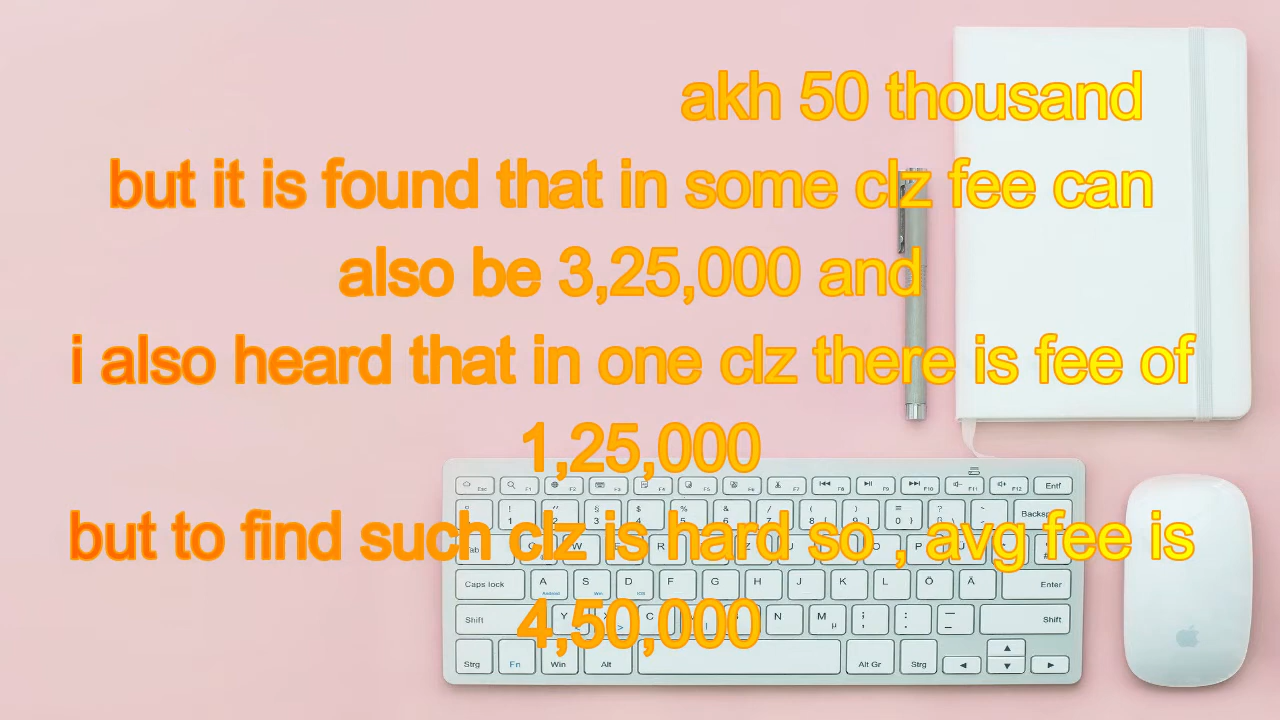 akh 50 thousand
but it is found that in some clz fee can
also be 3,25,000 and
i also heard that in one clz there is fee of
1,25,000
but to find such clz is hard so , avg fee is
4,50,000